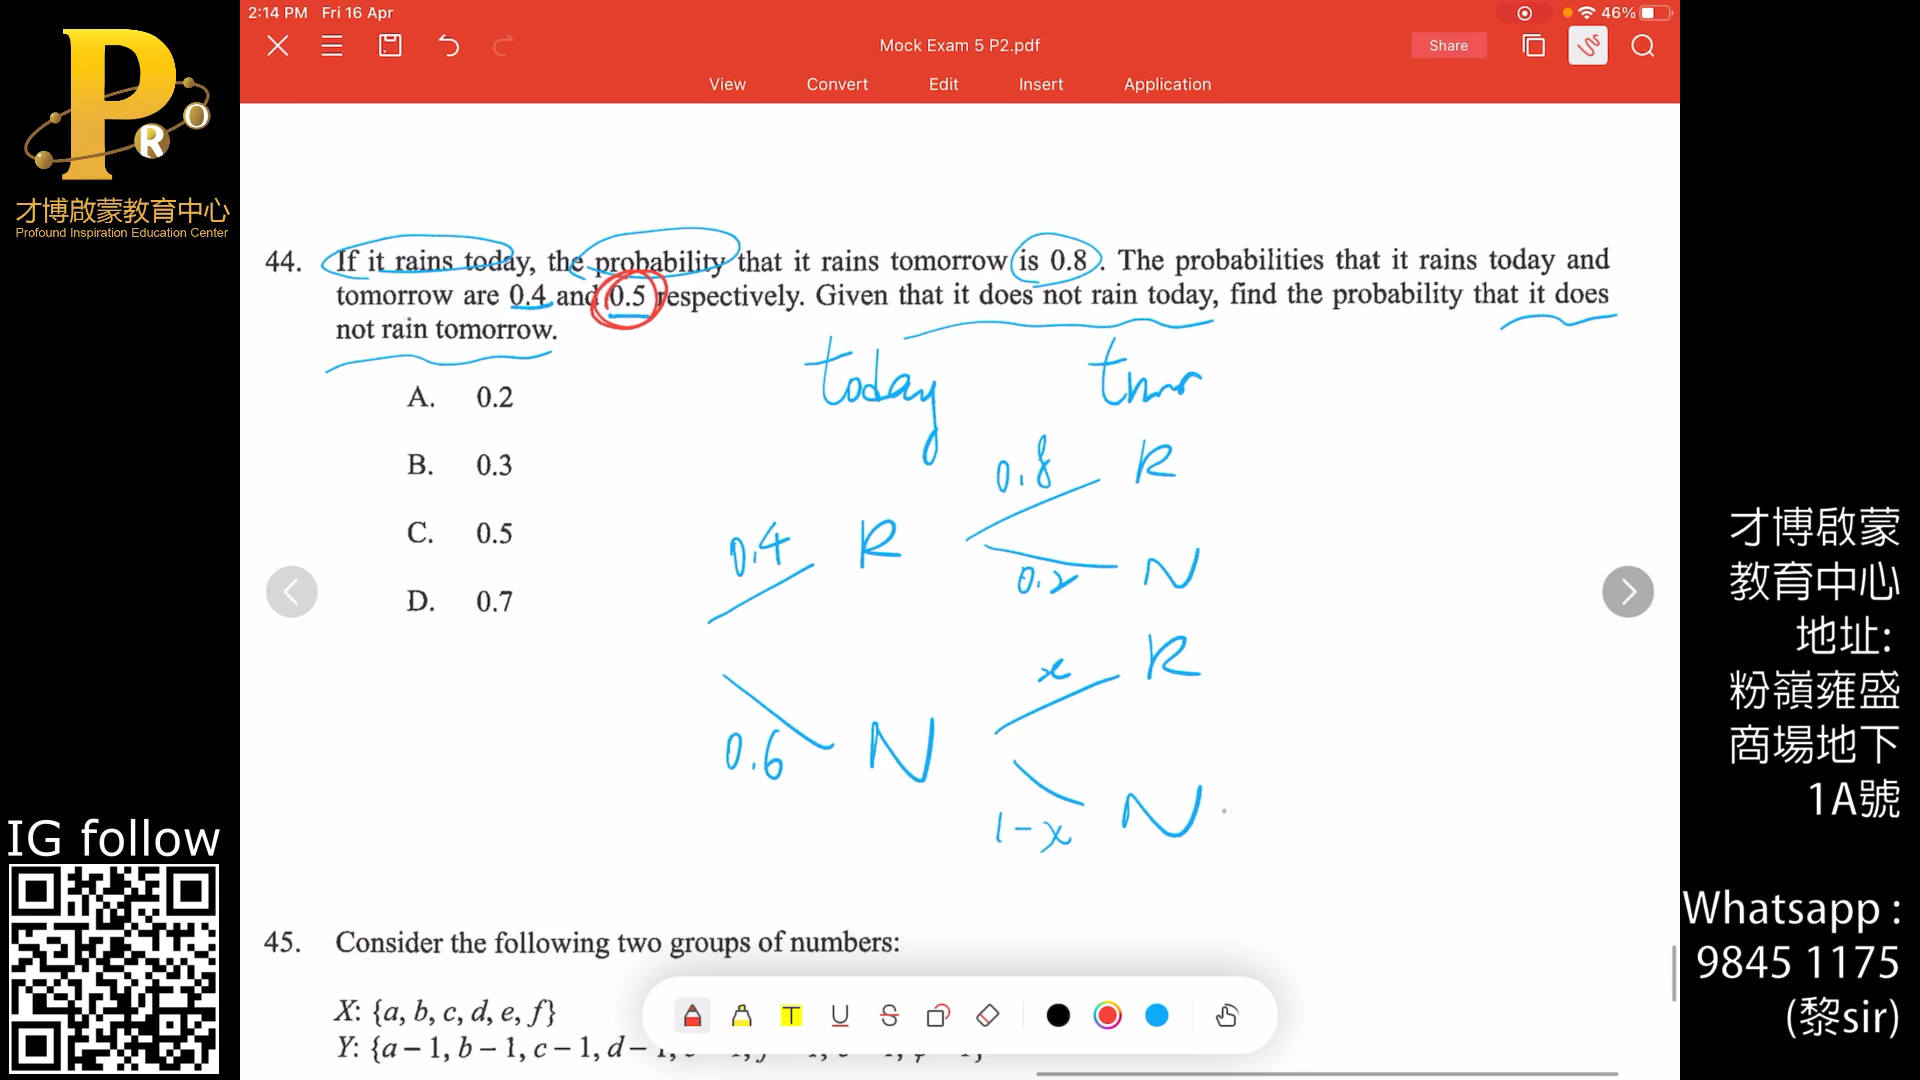 2:14 PM Fri 16 Apr
46%
Mock Exam 5 P2.pdf
Share
View Convert Edit Insert Application
PRO
才博啟蒙教育中心
Profound Inspiration Education Center
44. If it rains today, the probability that it rains tomorrow is 0.8. The probabilities that it rains today and
tomorrow are 0.4 and 0.5 respectively. Given that it does not rain today, find the probability that it does
not rain tomorrow.
today tmr
A. 0.2
B. 0.3
C. 0.5
D. 0.7
0.8 R
0.4 R
0.2 N
x R
0.6 N
1-x N
45. Consider the following two groups of numbers:
X: {a, b, c, d, e, f}
Y: {a – 1, b – 1, c – 1, d –
T U S
IG follow
才博啟蒙
教育中心
地址:
粉嶺雍盛
商場地下
1A號
Whatsapp :
9845 1175
(黎sir)